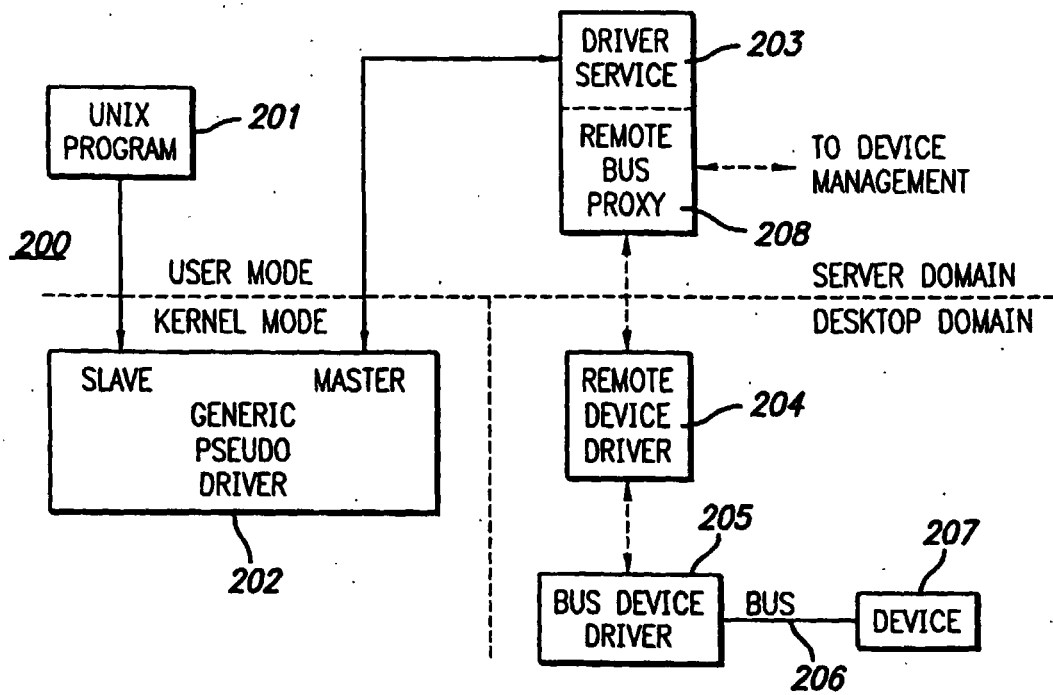 DRIVER
SERVICE
203
UNIX
PROGRAM
201
REMOTE
BUS
PROXY
208
TO DEVICE
MANAGEMENT
200
USER MODE
SERVER DOMAIN
KERNEL MODE
DESKTOP DOMAIN
SLAVE
MASTER
GENERIC
PSEUDO
DRIVER
202
REMOTE
DEVICE
DRIVER
204
205
207
BUS DEVICE
DRIVER
BUS
206
DEVICE